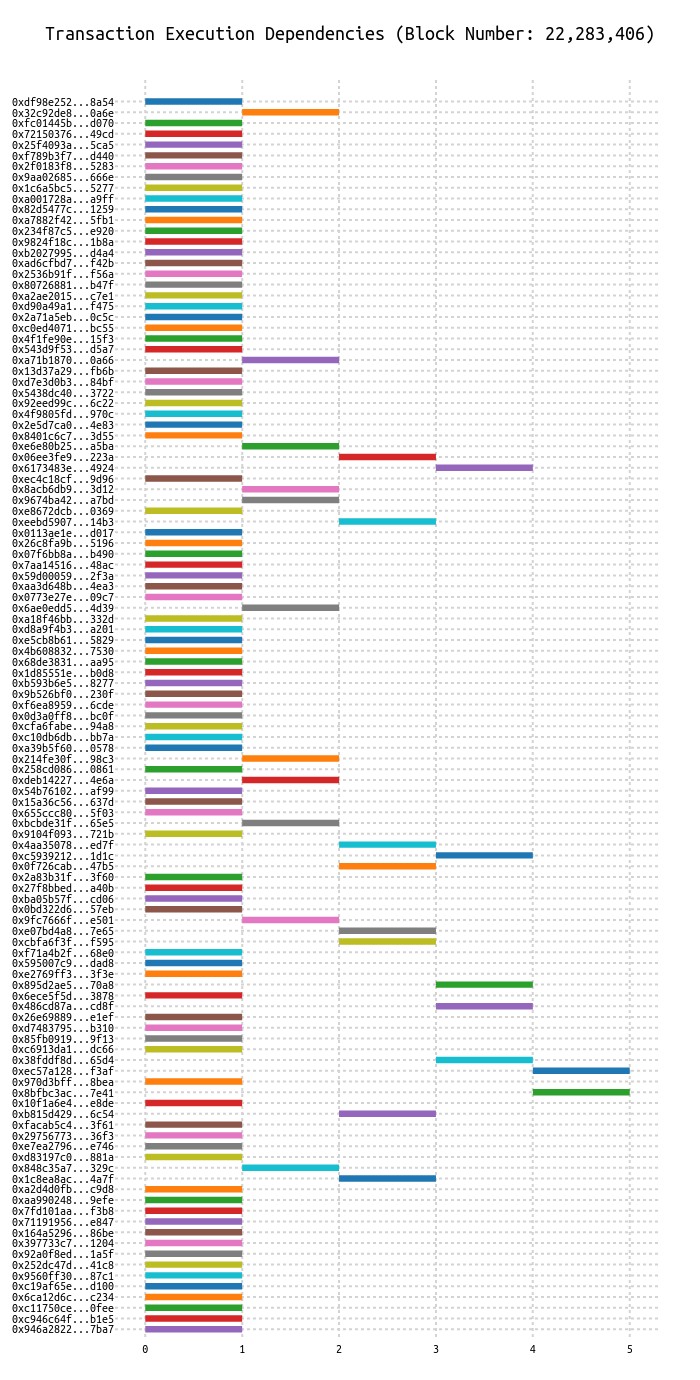 Transaction Execution Dependencies (Block Number: 22,283,406)
0xdf98e252...8a54
0x32c92de8...0a6e
0xfc01445b...d070
0x72150376...49cd
0x25f4093a...5ca5
0xf789b3f7...d440
0x2f0183f8...5283
0x9aa02685...666e
0x1c6a5bc5...5277
0xa001728a...a9ff
0x82d5477c...1259
0xa7882f42...5fb1
0x234f87c5...e920
0x9824f18c...1b8a
0xb2027995...d4a4
0xad6cfbd7...f42b
0x2536b91f...f56a
0x80726881...b47f
0xa2ae2015...c7e1
0xd90a49a1...f475
0x2a71a5eb...0c5c
0xc0ed4071...bc55
0x4f1fe90e...15f3
0x543d9f53...d5a7
0xa71b1870...0a66
0x13d37a29...fb6b
0xd7e3d0b3...84bf
0x5438dc40...3722
0x92eed99c...6c22
0x4f9805fd...970c
0x2e5d7ca0...4e83
0x8401c6c7...3d55
0xe6e80b25...a5ba
0x06ee3fe9...223a
0x6173483e...4924
0xec4c18cf...9d96
0x8acb6db9...3d12
0x9674ba42...a7bd
0xe8672dcb...0369
0xeebd5907...14b3
0x0113ae1e...d017
0x26c8fa9b...5196
0x07f6bb8a...b490
0x7aa14516...48ac
0x59d00059...2f3a
0xaa3d648b...4ea3
0x0773e27e...09c7
0x6ae0edd5...4d39
0xa18f46bb...332d
0xd8a9f4b3...a201
0xe5cb8b61...5829
0x4b608832...7530
0x68de3831...aa95
0x1d85551e...b0d8
0xb593b6e5...8277
0x9b526bf0...230f
0xf6ea8959...6cde
0x0d3a0ff8...bc0f
0xcfa6fabe...94a8
0xc10db6db...bb7a
0xa39b5f60...0578
0x214fe30f...98c3
0x258cd086...0861
0xdeb14227...4e6a
0x54b76102...af99
0x15a36c56...637d
0x655ccc80...5f03
0xbcbde31f...65e5
0x9104f093...721b
0x4aa35078...ed7f
0xc5939212...1d1c
0x0f726cab...47b5
0x2a83b31f...3f60
0x27f8bbed...a40b
0xba05b57f...cd06
0x0bd322d6...57eb
0x9fc7666f...e501
0xe07bd4a8...7e65
0xcbfa6f3f...f595
0xf71a4b2f...68e0
0x595007c9...dad8
0xe2769ff3...3f3e
0x895d2ae5...70a8
0x6ece5f5d...3878
0x486cd87a...cd8f
0x26e69889...e1ef
0xd7483795...b310
0x85fb0919...9f13
0xc6913da1...dc66
0x38fddf8d...65d4
0xec57a128...f3af
0x970d3bff...8bea
0x8bfbc3ac...7e41
0x10f1a6e4...e8de
0xb815d429...6c54
0xfacab5c4...3f61
0x29756773...36f3
0xe7ea2796...e746
0xd83197c0...881a
0x848c35a7...329c
0x1c8ea8ac...4a7f
0xa2d4d0fb...c9d8
0xaa990248...9efe
0x7fd101aa...f3b8
0x71191956...e847
0x164a5296...86be
0x397733c7...1204
0x92a0f8ed...1a5f
0x252dc47d...41c8
0x9560ff30...87c1
0xc19af65e...d100
0x6ca12d6c...c234
0xc11750ce...0fee
0xc946c64f...b1e5
0x946a2822...7ba7
0 1 2 3 4 5